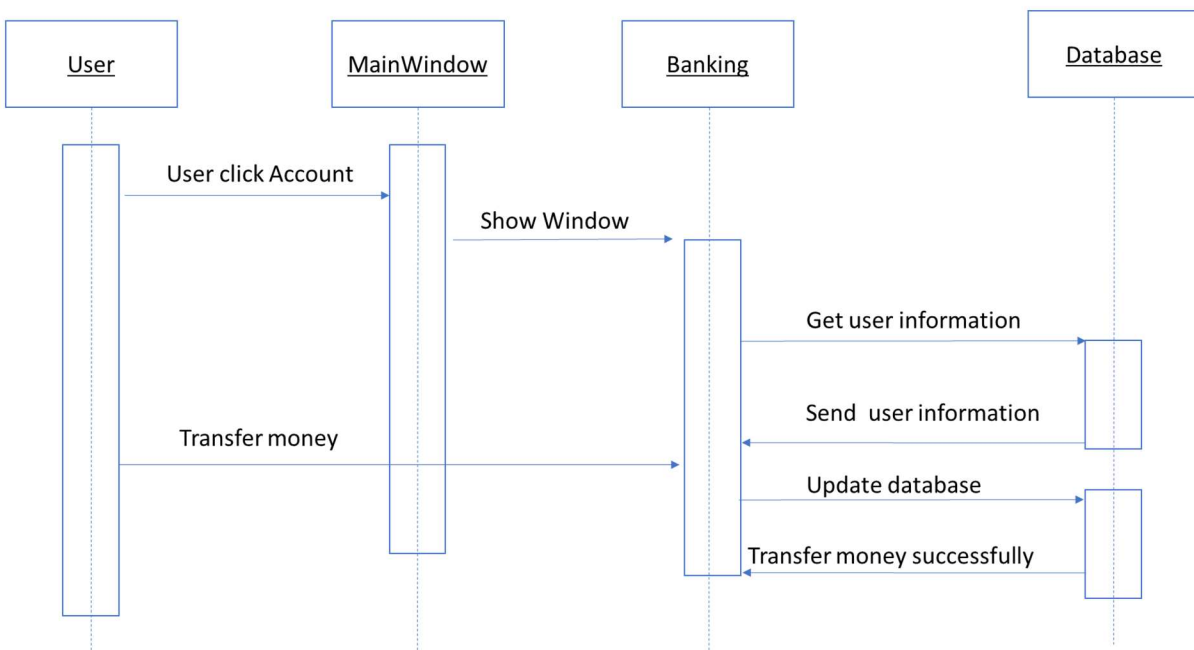 User
MainWindow
Banking
Database
User click Account
Show Window
Get user information
Send  user information
Transfer money
Update database
Transfer money successfully